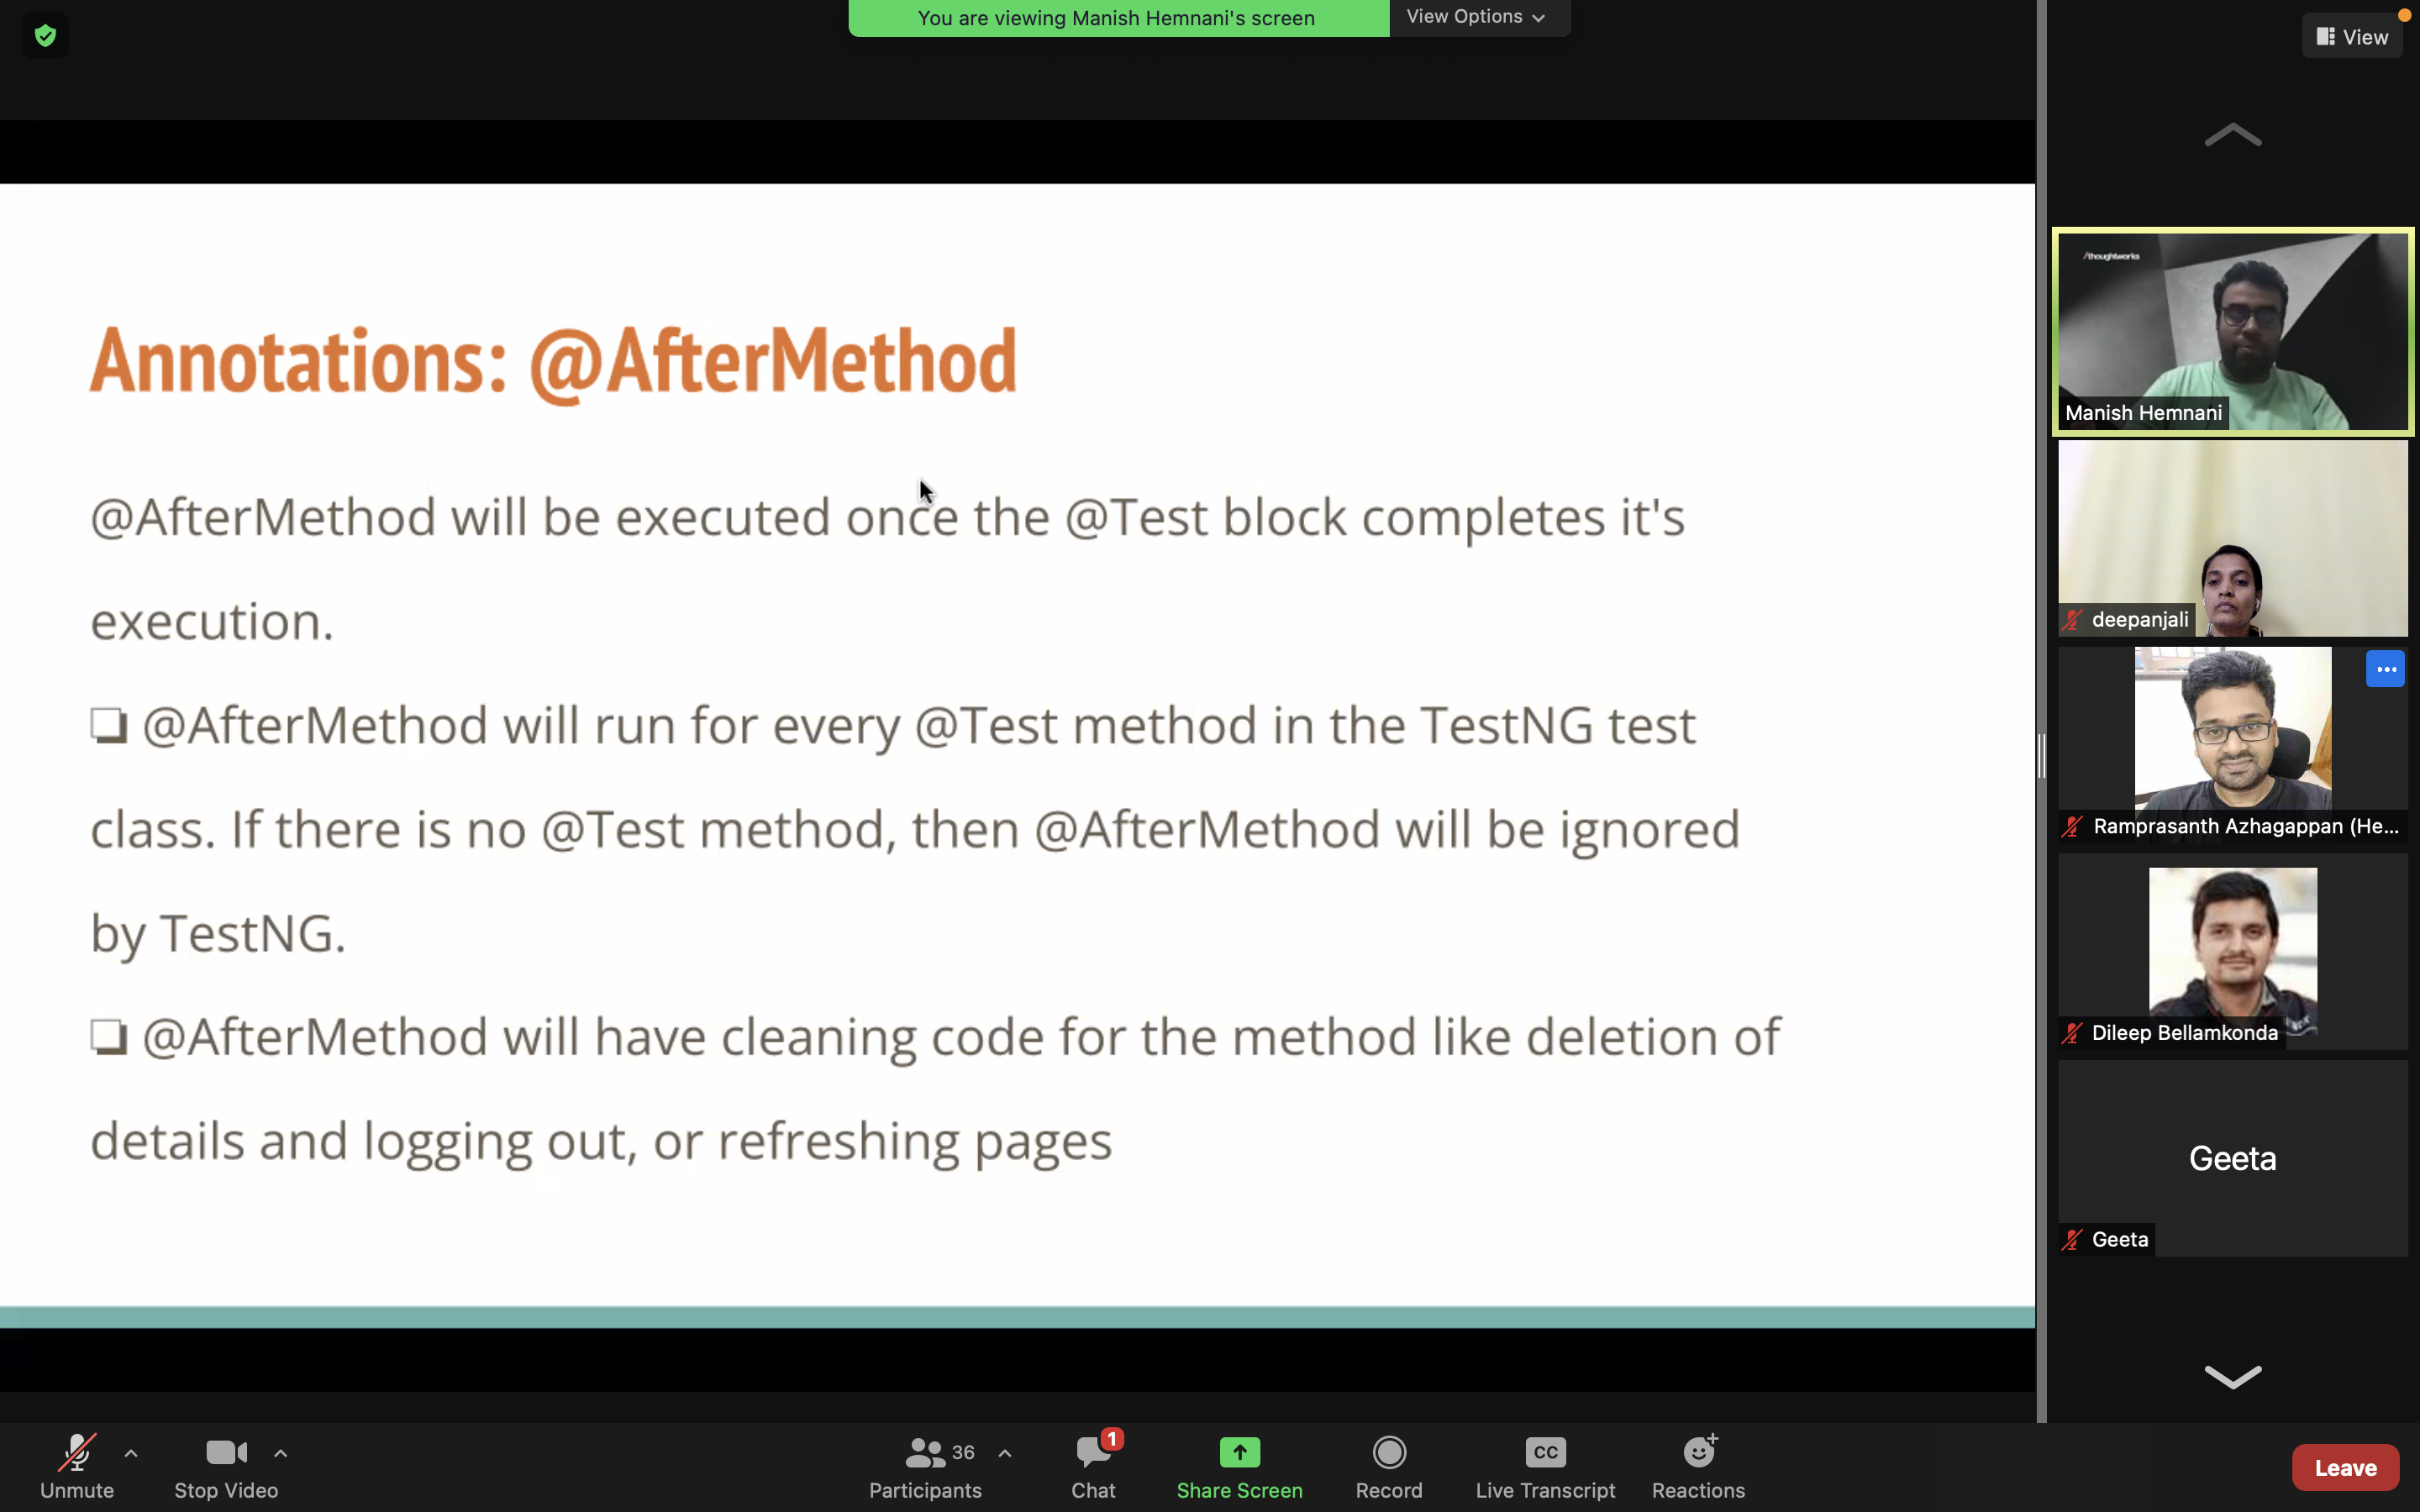 You are viewing Manish Hemnani's screen
View Options
View
Annotations: @AfterMethod
@AfterMethod will be executed once the @Test block completes it's
execution.
❏ @AfterMethod will run for every @Test method in the TestNG test
class. If there is no @Test method, then @AfterMethod will be ignored
by TestNG.
❏ @AfterMethod will have cleaning code for the method like deletion of
details and logging out, or refreshing pages
/thoughtworks
Manish Hemnani
deepanjali
Ramprasanth Azhagappan (He...
Dileep Bellamkonda
Geeta
Geeta
Unmute
Stop Video
36
Participants
1
Chat
Share Screen
Record
CC
Live Transcript
Reactions
Leave